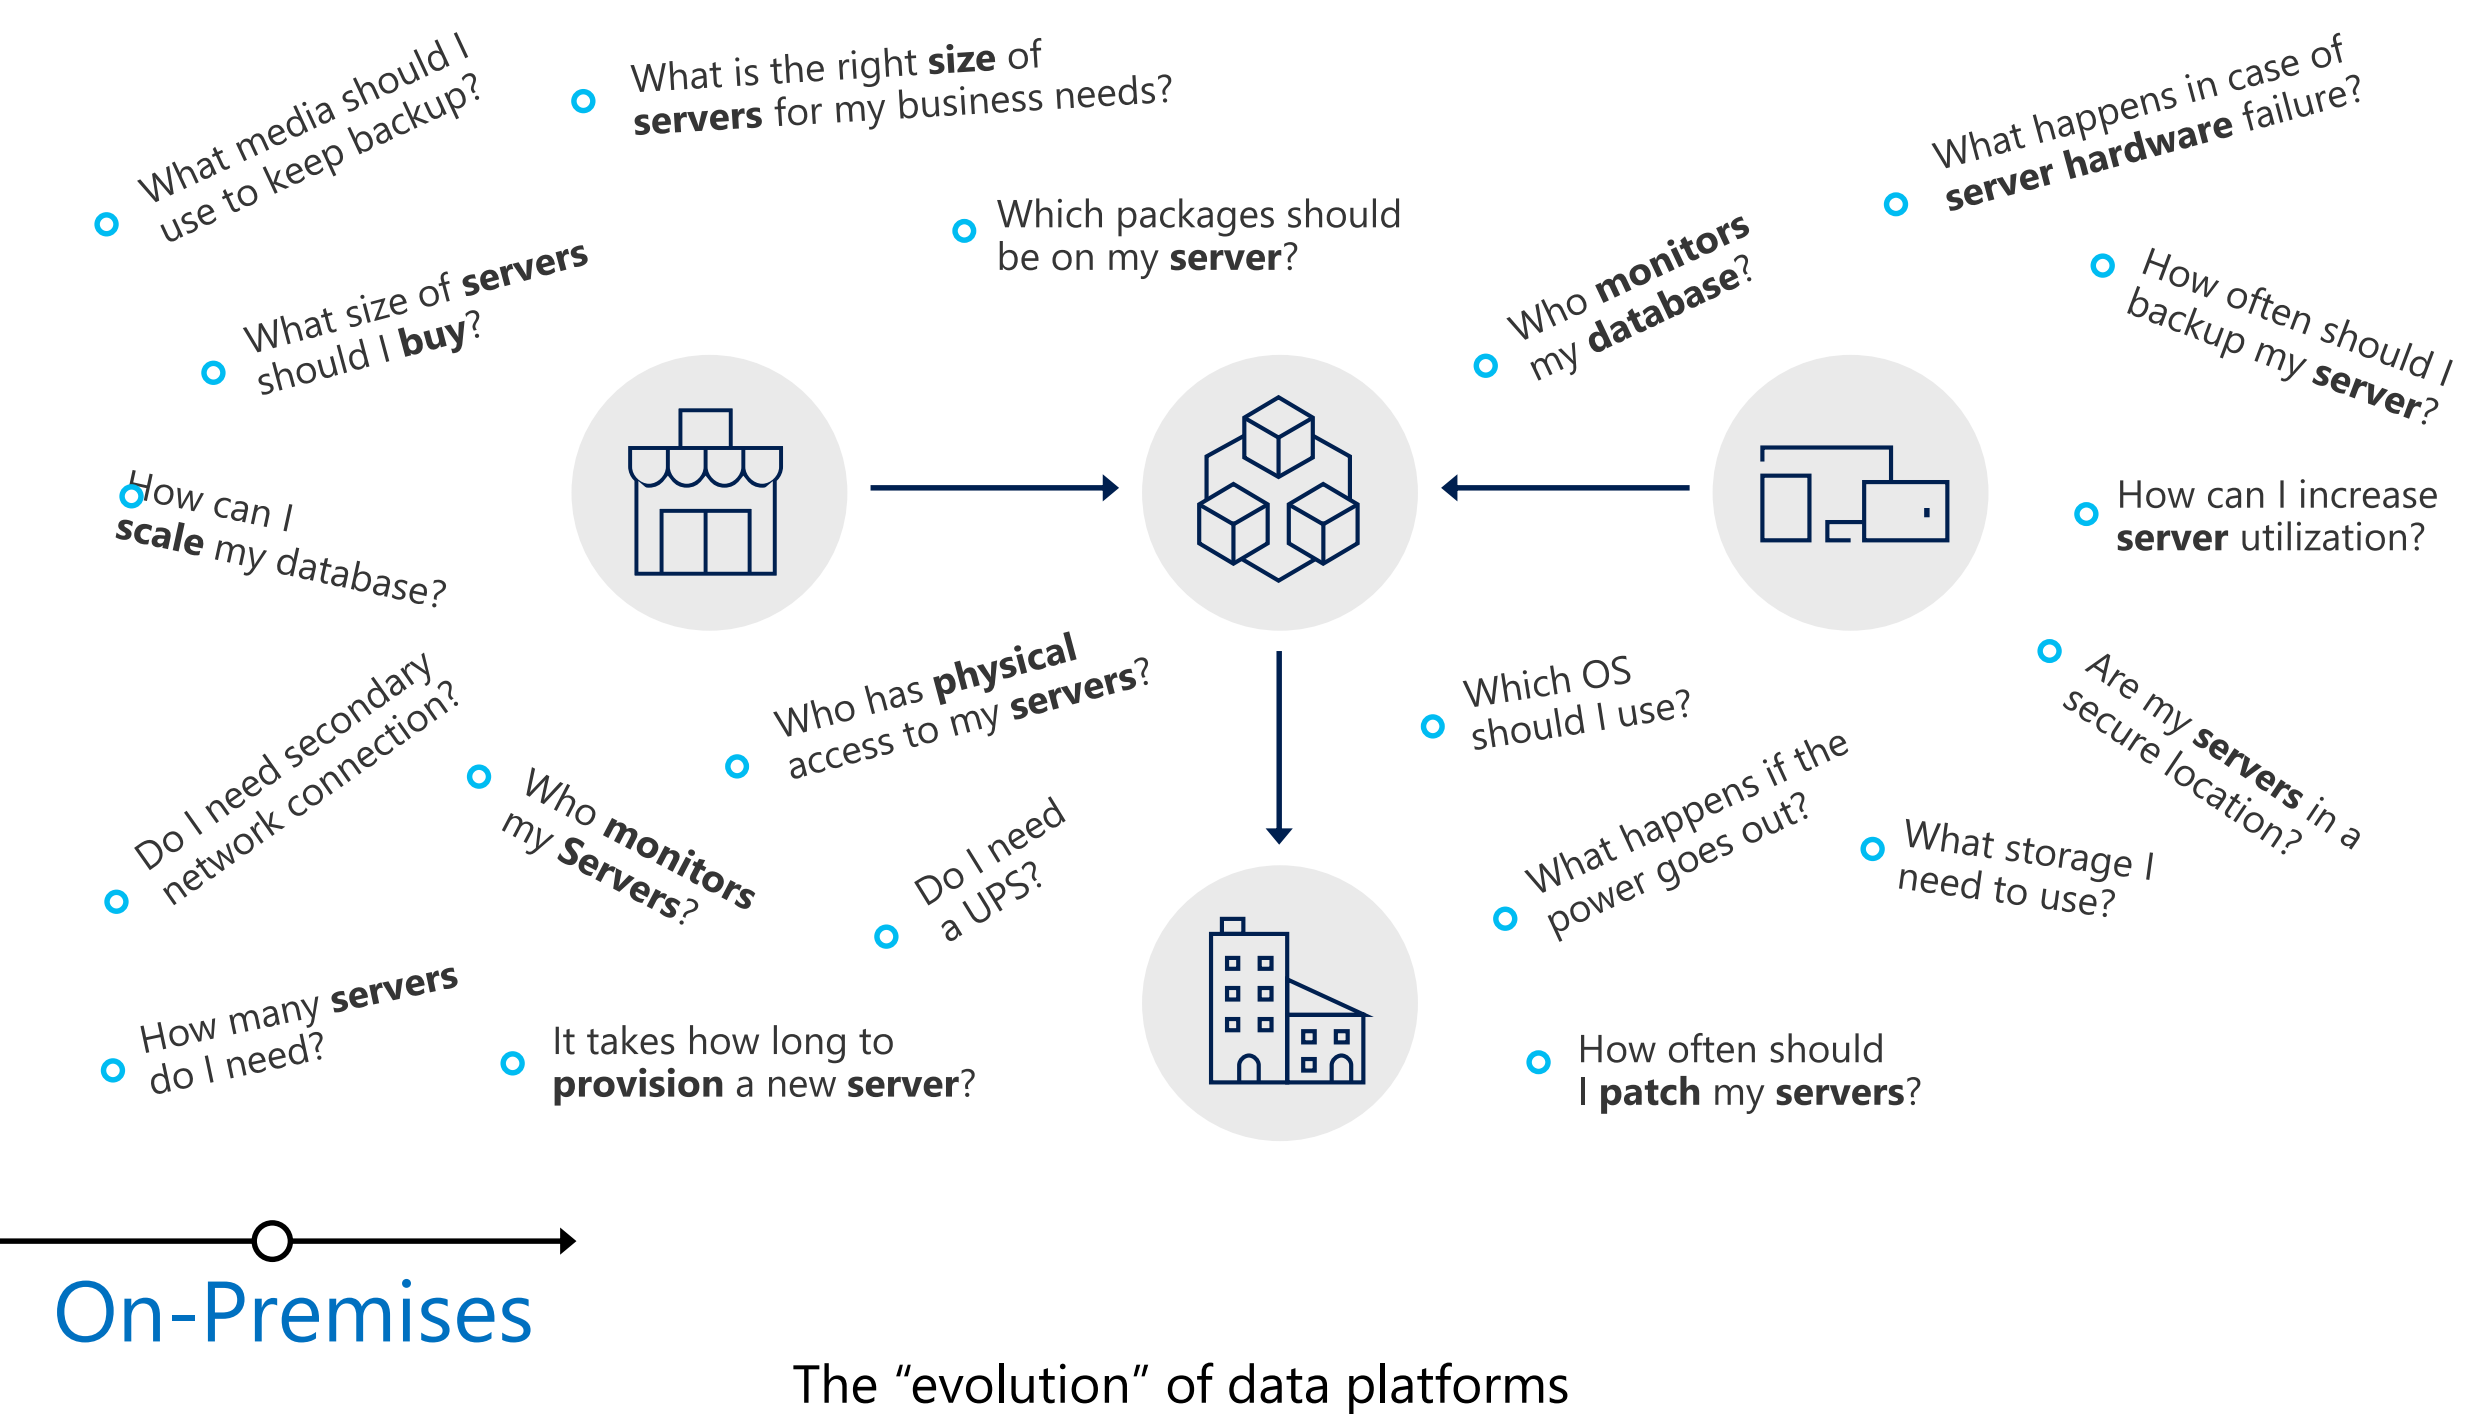 What media should I
use to keep backup?
What is the right size of
servers for my business needs?
What happens in case of
server hardware failure?
Which packages should
be on my server?
Who monitors
my database?
How often should I
backup my server?
What size of servers
should I buy?
How can I
scale my database?
How can I increase
server utilization?
Do I need secondary
network connection?
Who has physical
access to my servers?
Which OS
should I use?
Are my servers in a
secure location?
Who monitors
my Servers?
Do I need
a UPS?
What happens if the
power goes out?
What storage I
need to use?
How many servers
do I need?
It takes how long to
provision a new server?
How often should
I patch my servers?
On-Premises
The “evolution” of data platforms